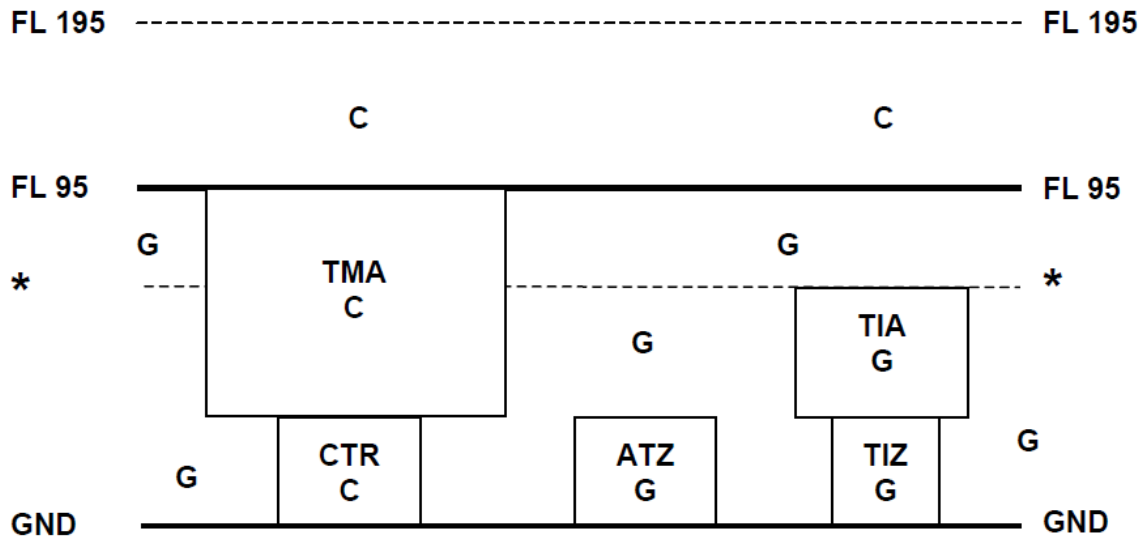 FL 195 FL 195
C C
FL 95 FL 95
G G
TMA
* *
C
TIA
G
G
G
CTR ATZ TIZ
G
G
C G G
GND GND